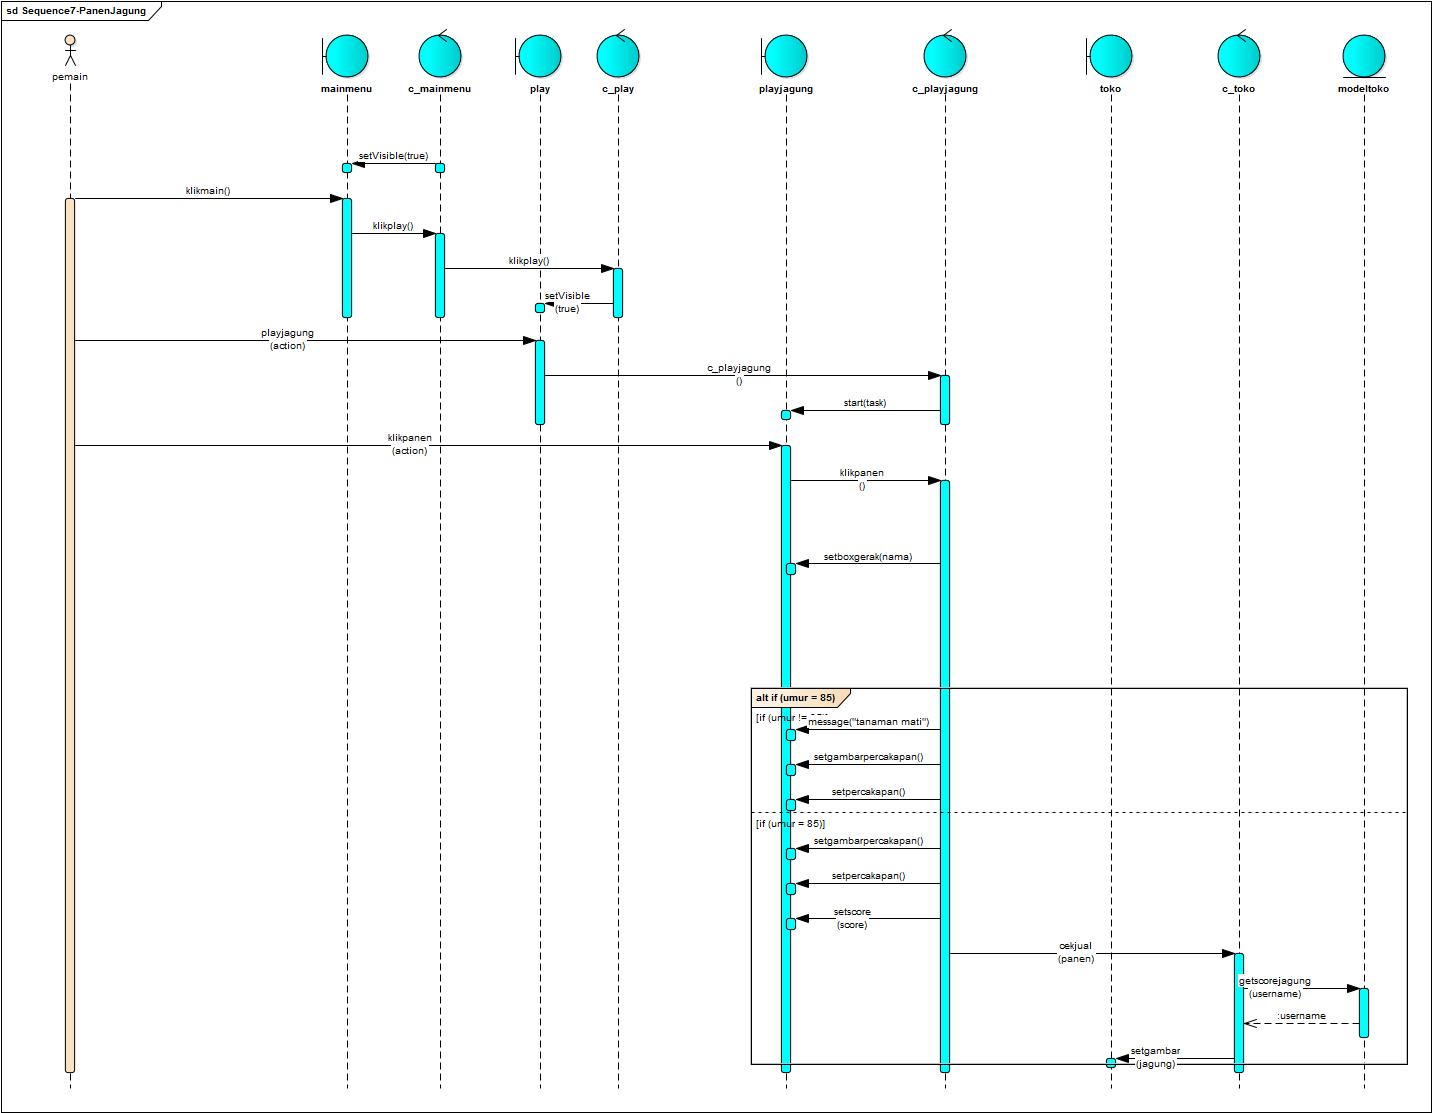 sd Sequence7-PanenJagung
pemain
mainmenu
c_mainmenu
play
c_play
playjagung
c_playjagung
toko
c_toko
modeltoko
setVisible(true)
klikmain()
klikplay()
klikplay()
setVisible
(true)
playjagung
(action)
c_playjagung
()
start(task)
klikpanen
(action)
klikpanen
()
setboxgerak(nama)
alt if (umur = 85)
[if (umur !=
message("tanaman mati")
setgambarpercakapan()
setpercakapan()
[if (umur = 85)]
setgambarpercakapan()
setpercakapan()
setscore
(score)
cekjual
(panen)
getscorejagung
(username)
:username
setgambar
(jagung)